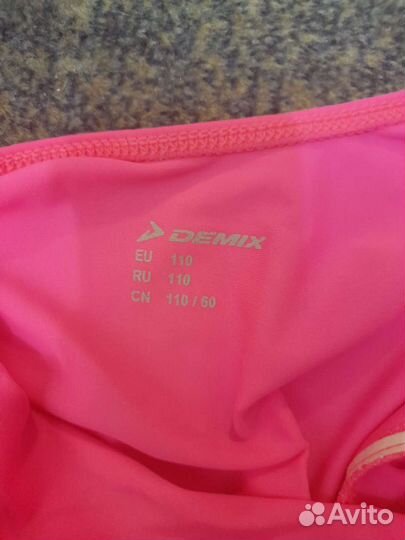 DEMIX
EU 110
RU 110
CN 110 / 60
Avito